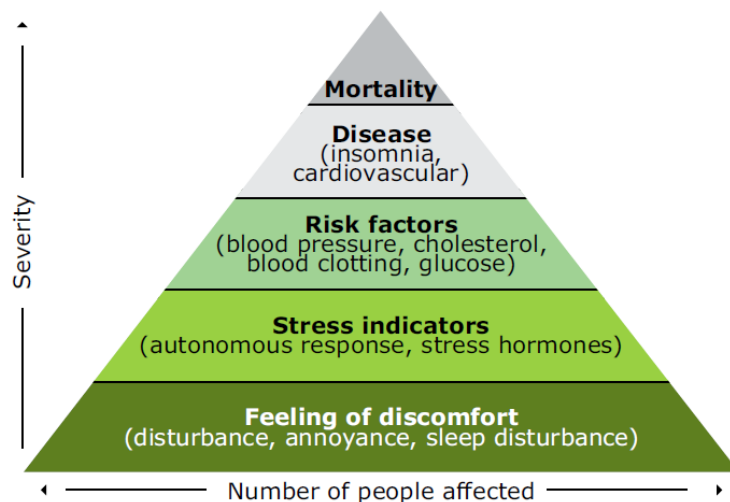 Mortality
Disease
(insomnia,
cardiovascular)
Risk factors
(blood pressure, cholesterol,
blood clotting, glucose)
Stress indicators
(autonomous response, stress hormones)
Feeling of discomfort
(disturbance, annoyance, sleep disturbance)
Severity
Number of people affected